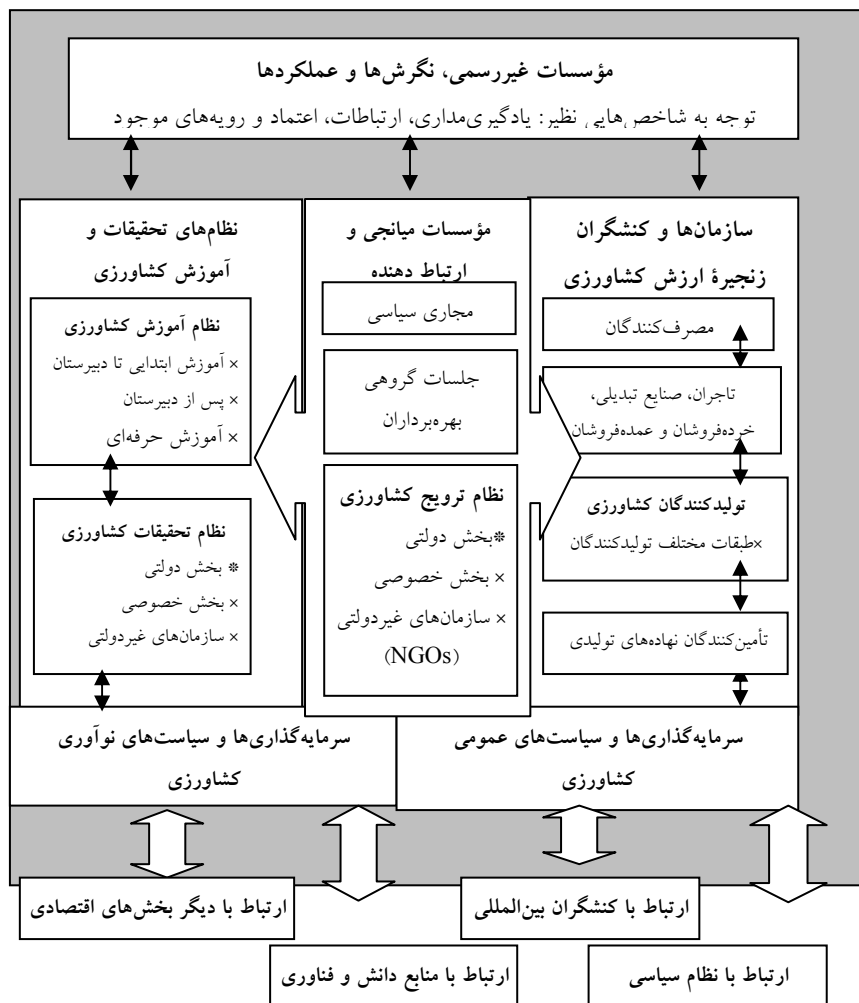 مؤسسات غیررسمی، نگرش‌ها و عملکردها
توجه به شاخص‌هایی نظیر: یادگیری‌مداری، ارتباطات، اعتماد و رویه‌های موجود
سازمان‌ها و کنشگران
زنجیرهٔ ارزش کشاورزی
مصرف‌کنندگان
تاجران، صنایع تبدیلی،
خرده‌فروشان و عمده‌فروشان
تولیدکنندگان کشاورزی
×طبقات مختلف تولیدکنندگان
تأمین‌کنندگان نهاده‌های تولیدی
مؤسسات میانجی و
ارتباط دهنده
مجاری سیاسی
جلسات گروهی
بهره‌برداران
نظام ترویج کشاورزی
*بخش دولتی
× بخش خصوصی
× سازمان‌های غیردولتی
(NGOs)
نظام‌های تحقیقات و
آموزش کشاورزی
نظام آموزش کشاورزی
× آموزش ابتدایی تا دبیرستان
× پس از دبیرستان
× آموزش حرفه‌ای
نظام تحقیقات کشاورزی
* بخش دولتی
× بخش خصوصی
× سازمان‌های غیردولتی
سرمایه‌گذاری‌ها و سیاست‌های عمومی
کشاورزی
سرمایه‌گذاری‌ها و سیاست‌های نوآوری
کشاورزی
ارتباط با کنشگران بین‌المللی
ارتباط با دیگر بخش‌های اقتصادی
ارتباط با نظام سیاسی
ارتباط با منابع دانش و فناوری